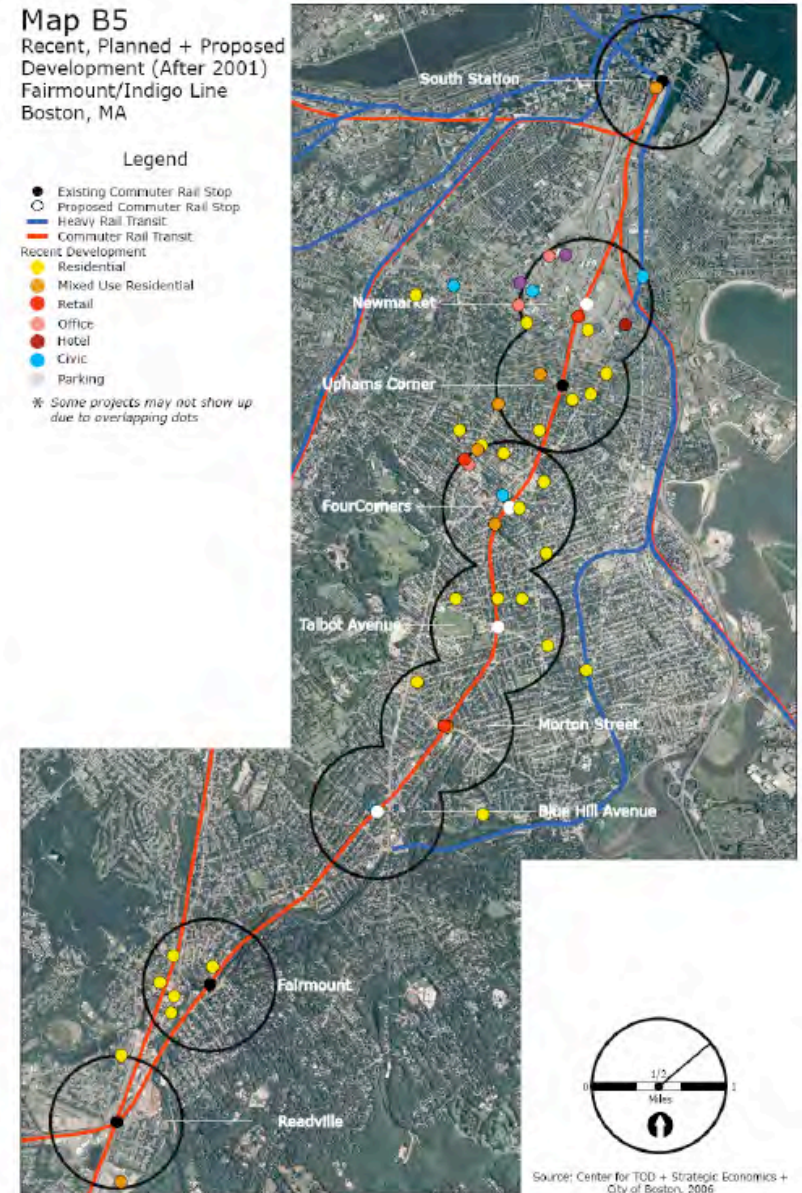 Map B5
Recent, Planned + Proposed
Development (After 2001)
Fairmount/Indigo Line
Boston, MA
Legend
Existing Commuter Rail Stop
Proposed Commuter Rail Stop
Heavy Rail Transit
Commuter Rail Transit
Recent Development
Residential
Mixed Use Residential
Retail
Office
Hotel
Civic
Parking
* Some projects may not show up
due to overlapping dots
South Station
Newmarket
Uphams Corner
FourCorners
Talbot Avenue
Morton Street
Blue Hill Avenue
Fairmount
Readville
1/2
0 1
Miles
Source: Center for TOD + Strategic Economics +
City of Boston, 2006